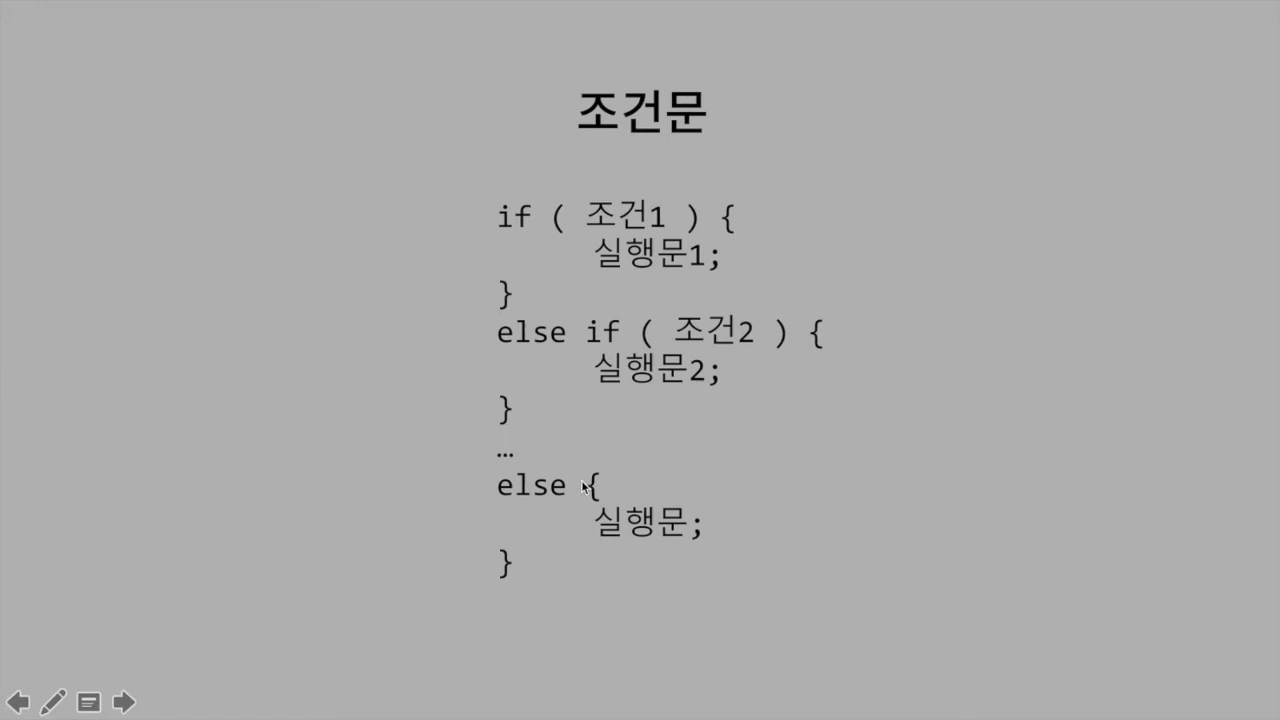 조건문
if ( 조건1 ) {
실행문1;
}
else if ( 조건2 ) {
실행문2;
}
…
else {
실행문;
}